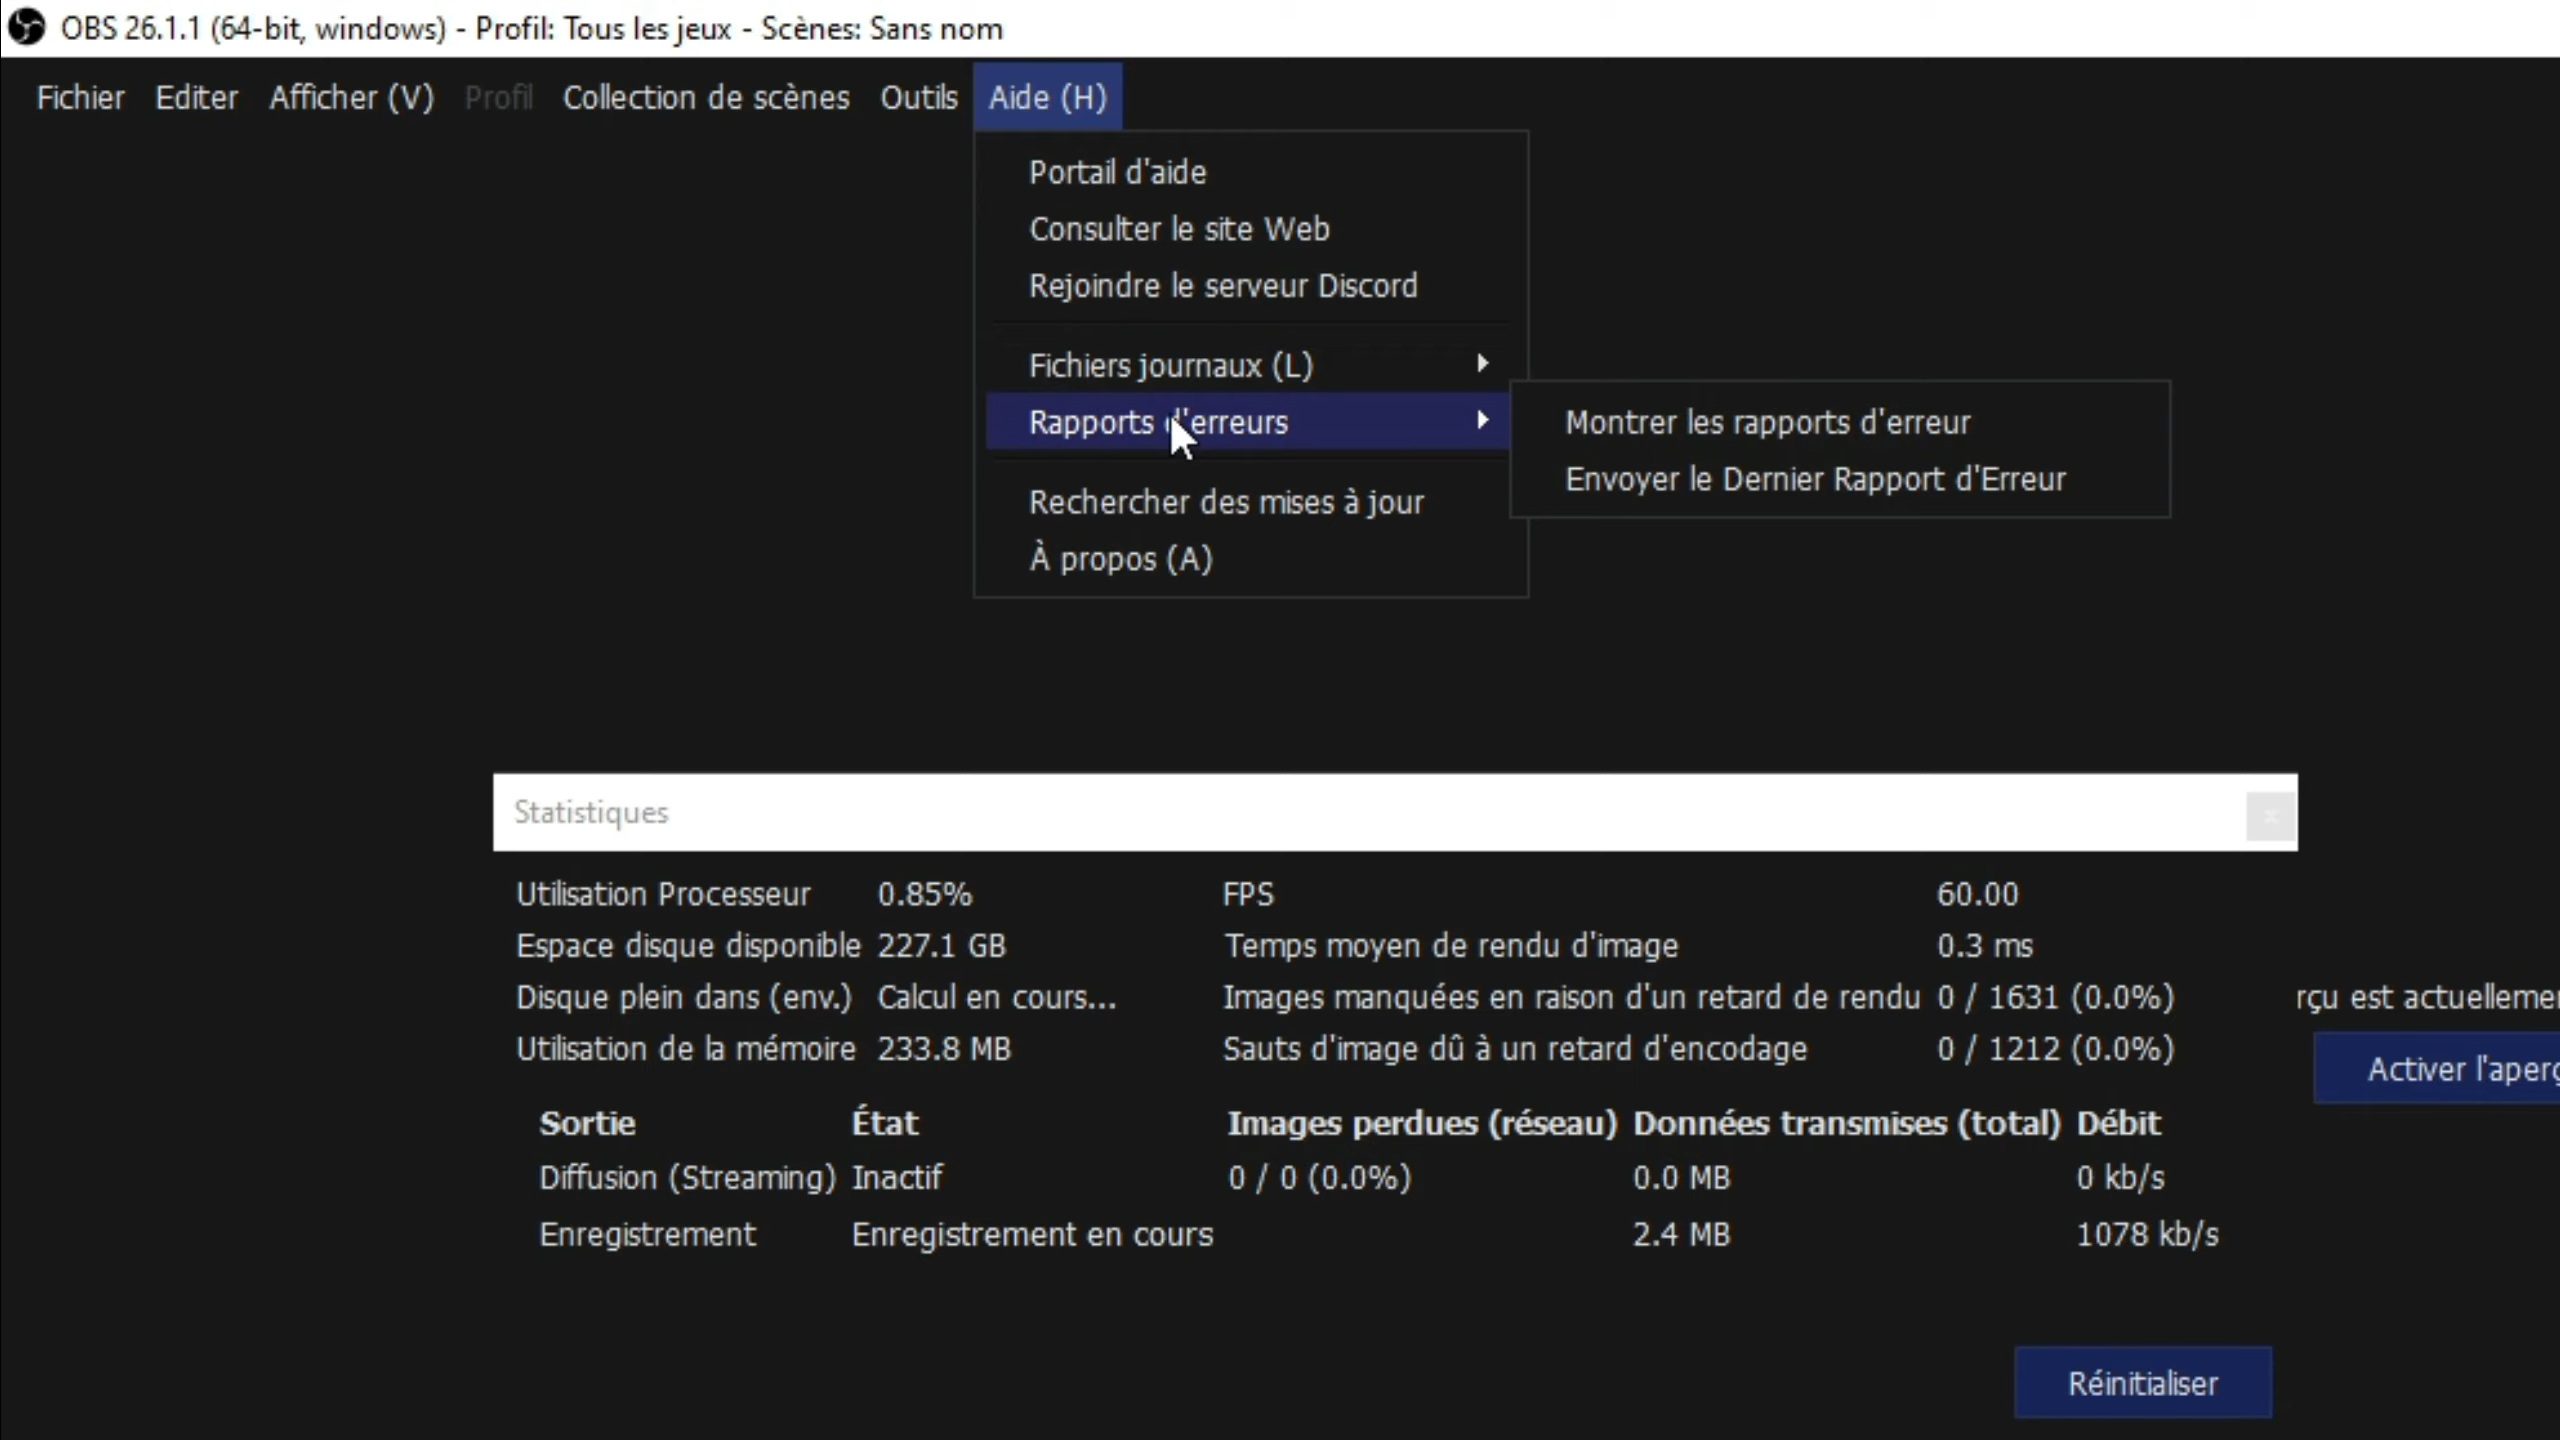 OBS 26.1.1 (64-bit, windows) - Profil: Tous les jeux - Scènes: Sans nom
Fichier Editer Afficher (V) Profil Collection de scènes Outils Aide (H)
Portail d'aide
Consulter le site Web
Rejoindre le serveur Discord
Fichiers journaux (L)
Rapports d'erreurs
Montrer les rapports d'erreur
Envoyer le Dernier Rapport d'Erreur
Rechercher des mises à jour
À propos (A)
Statistiques
Utilisation Processeur 0.85% FPS 60.00
Espace disque disponible 227.1 GB Temps moyen de rendu d'image 0.3 ms
Disque plein dans (env.) Calcul en cours... Images manquées en raison d'un retard de rendu 0 / 1631 (0.0%)
rçu est actuelleme
Utilisation de la mémoire 233.8 MB Sauts d'image dû à un retard d'encodage 0 / 1212 (0.0%)
Activer l'aperç
Sortie État Images perdues (réseau) Données transmises (total) Débit
Diffusion (Streaming) Inactif 0 / 0 (0.0%) 0.0 MB 0 kb/s
Enregistrement Enregistrement en cours 2.4 MB 1078 kb/s
Réinitialiser